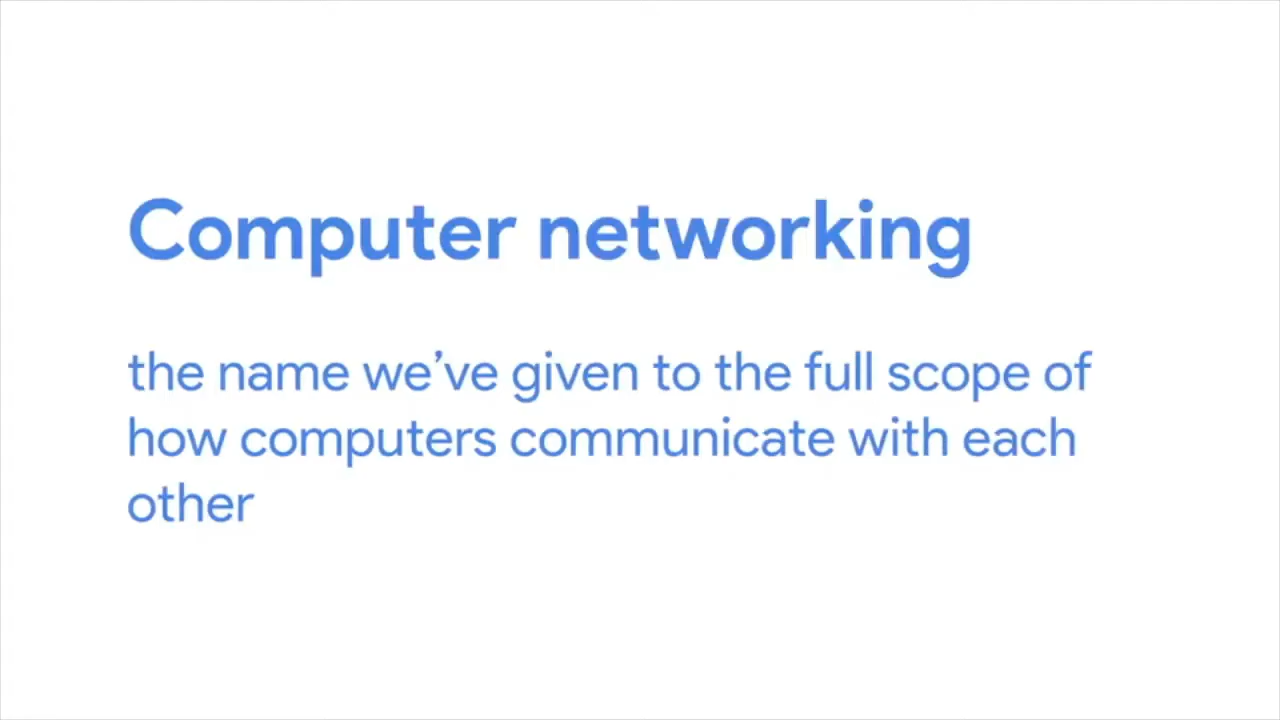 Computer networking
the name we’ve given to the full scope of
how computers communicate with each
other